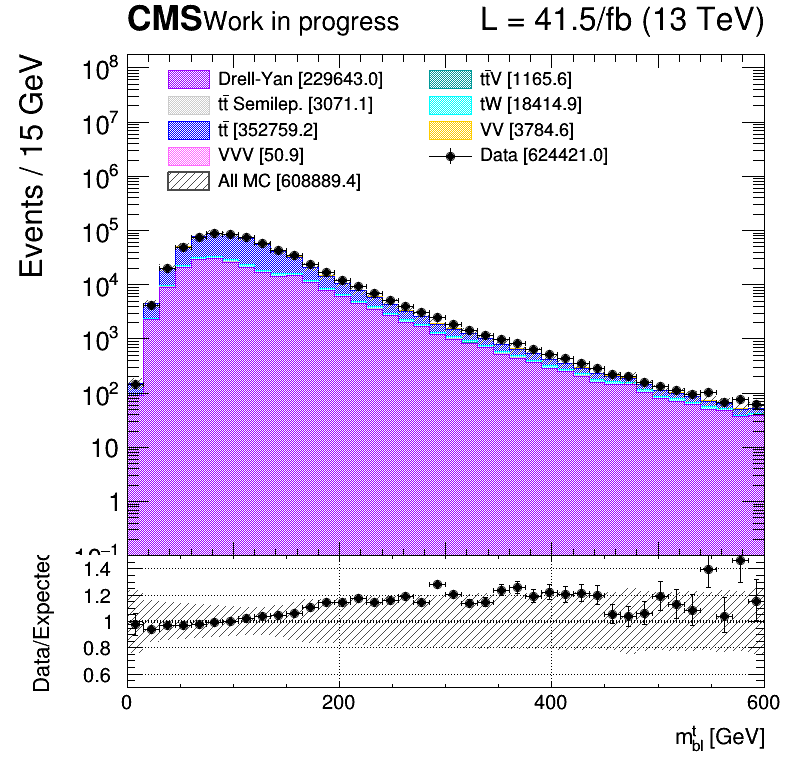 CMS Work in progress L = 41.5/fb (13 TeV)
Events / 15 GeV
10⁸
10⁷
10⁶
10⁵
10⁴
10³
10²
10
1
10⁻¹
Drell-Yan [229643.0]
tt̄ Semilep. [3071.1]
tt̄ [352759.2]
VVV [50.9]
All MC [608889.4]
tt̄V [1165.6]
tW [18414.9]
VV [3784.6]
Data [624421.0]
Data/Expected
1.4
1.2
1
0.8
0.6
0 200 400 600
mᵗbl [GeV]